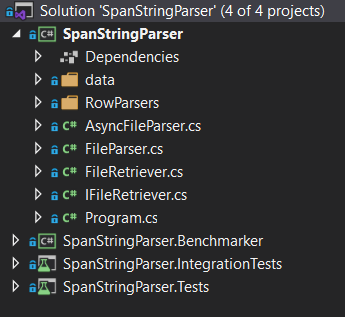 Solution 'SpanStringParser' (4 of 4 projects)
C# SpanStringParser
Dependencies
data
RowParsers
C# AsyncFileParser.cs
C# FileParser.cs
C# FileRetriever.cs
C# IFileRetriever.cs
C# Program.cs
C# SpanStringParser.Benchmarker
SpanStringParser.IntegrationTests
SpanStringParser.Tests